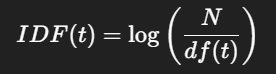 IDF(t) = log(N/df(t))